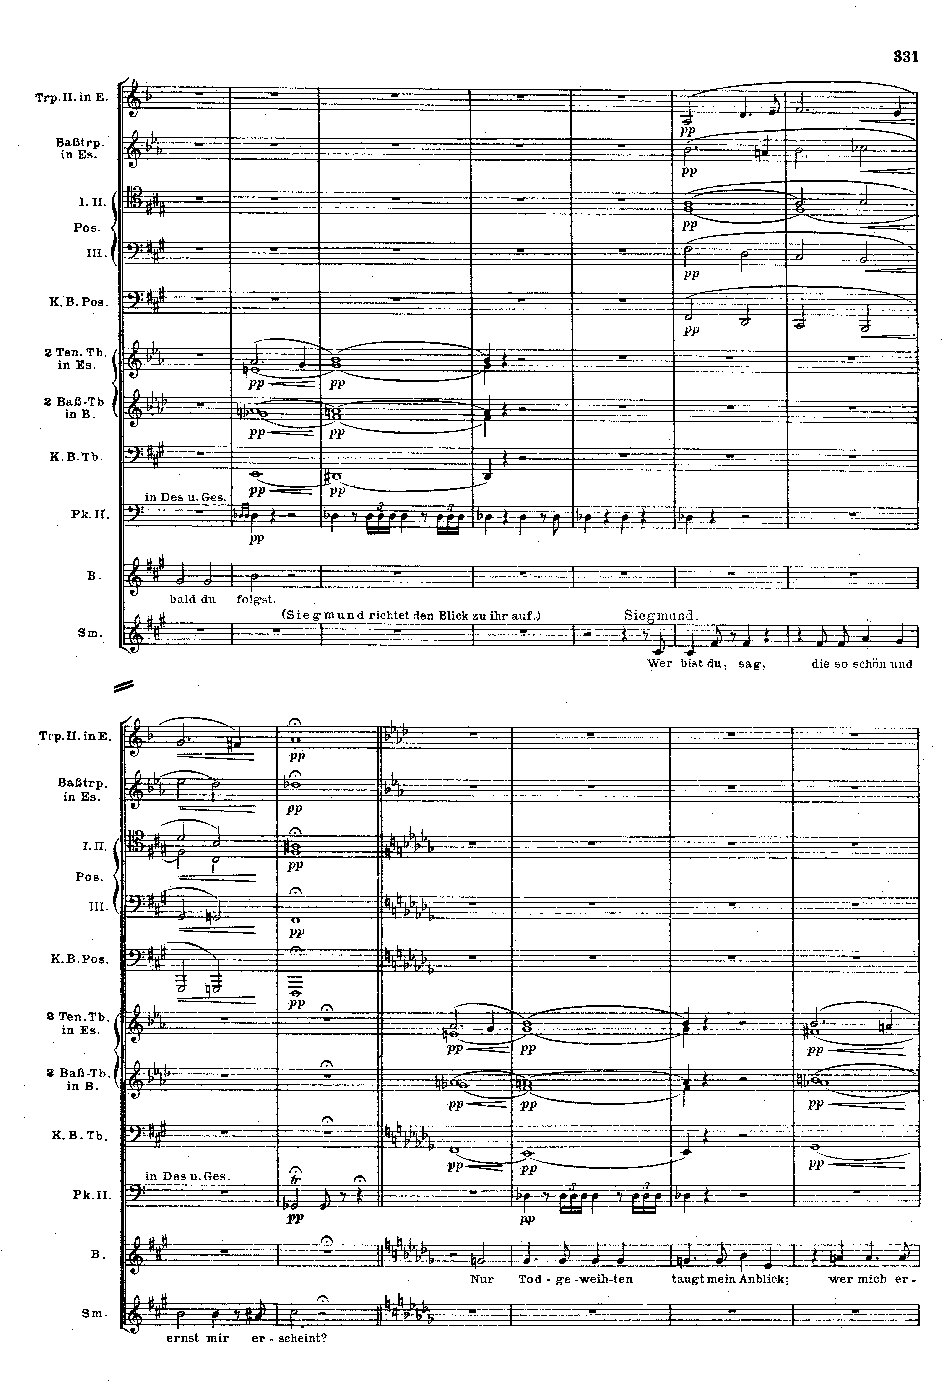 331
Trp. II. in E.
Baßtrp.
in Es.
I. II.
Pos.
III.
K. B. Pos.
2 Ten. Tb.
in Es.
2 Baß-Tb
in B.
K. B. Tb.
in Des u. Ges.
Pk. II.
B.
bald du folgst.
(Siegmund richtet den Blick zu ihr auf.) Siegmund.
Sm.
Wer bist du, sag, die so schön und
pp pp pp pp pp
pp pp
pp pp
pp pp
pp
Trp. II. in E.
Baßtrp.
in Es.
I. II.
Pos.
III.
K. B. Pos.
2 Ten. Tb.
in Es.
2 Baß-Tb.
in B.
K. B. Tb.
in Des u. Ges.
Pk. II.
B.
Nur Tod - ge - weih - ten taugt mein Anblick; wer mich er -
Sm.
ernst mir er - scheint?
pp pp pp pp pp
pp pp pp
pp pp pp
pp pp pp
tr
pp pp